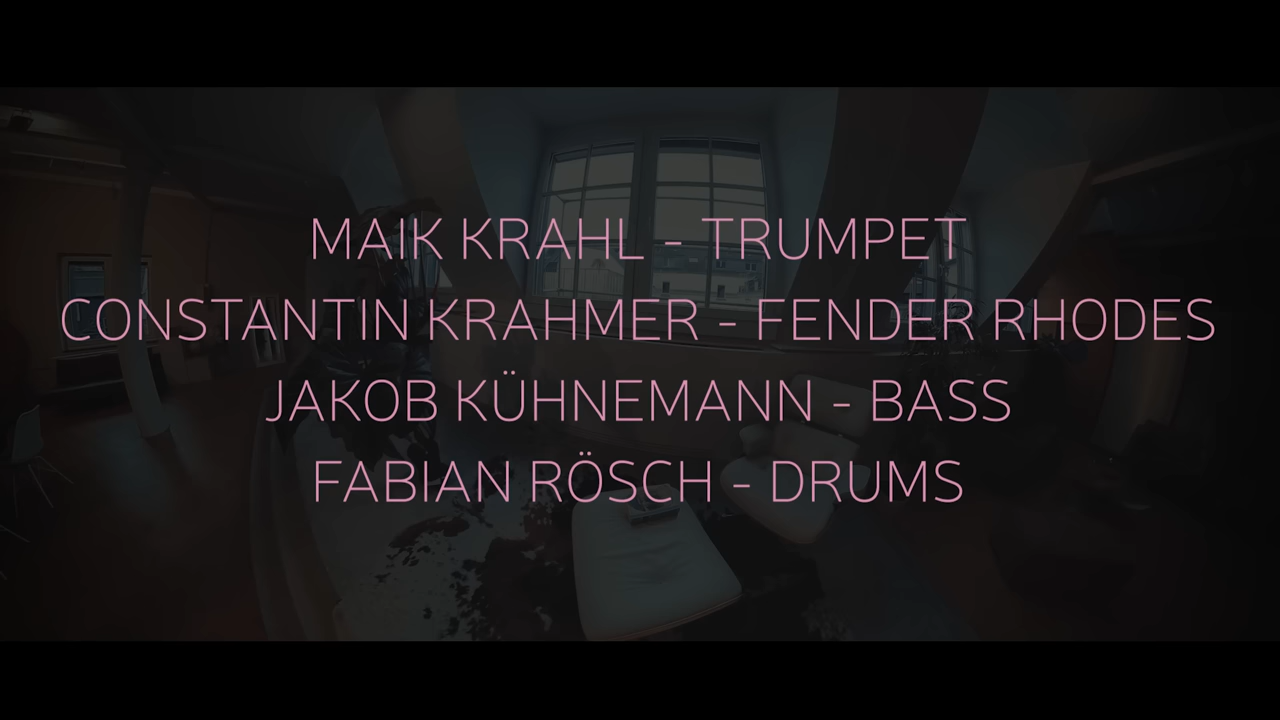 MAIK KRAHL - TRUMPET
CONSTANTIN KRAHMER - FENDER RHODES
JAKOB KÜHNEMANN - BASS
FABIAN RÖSCH - DRUMS